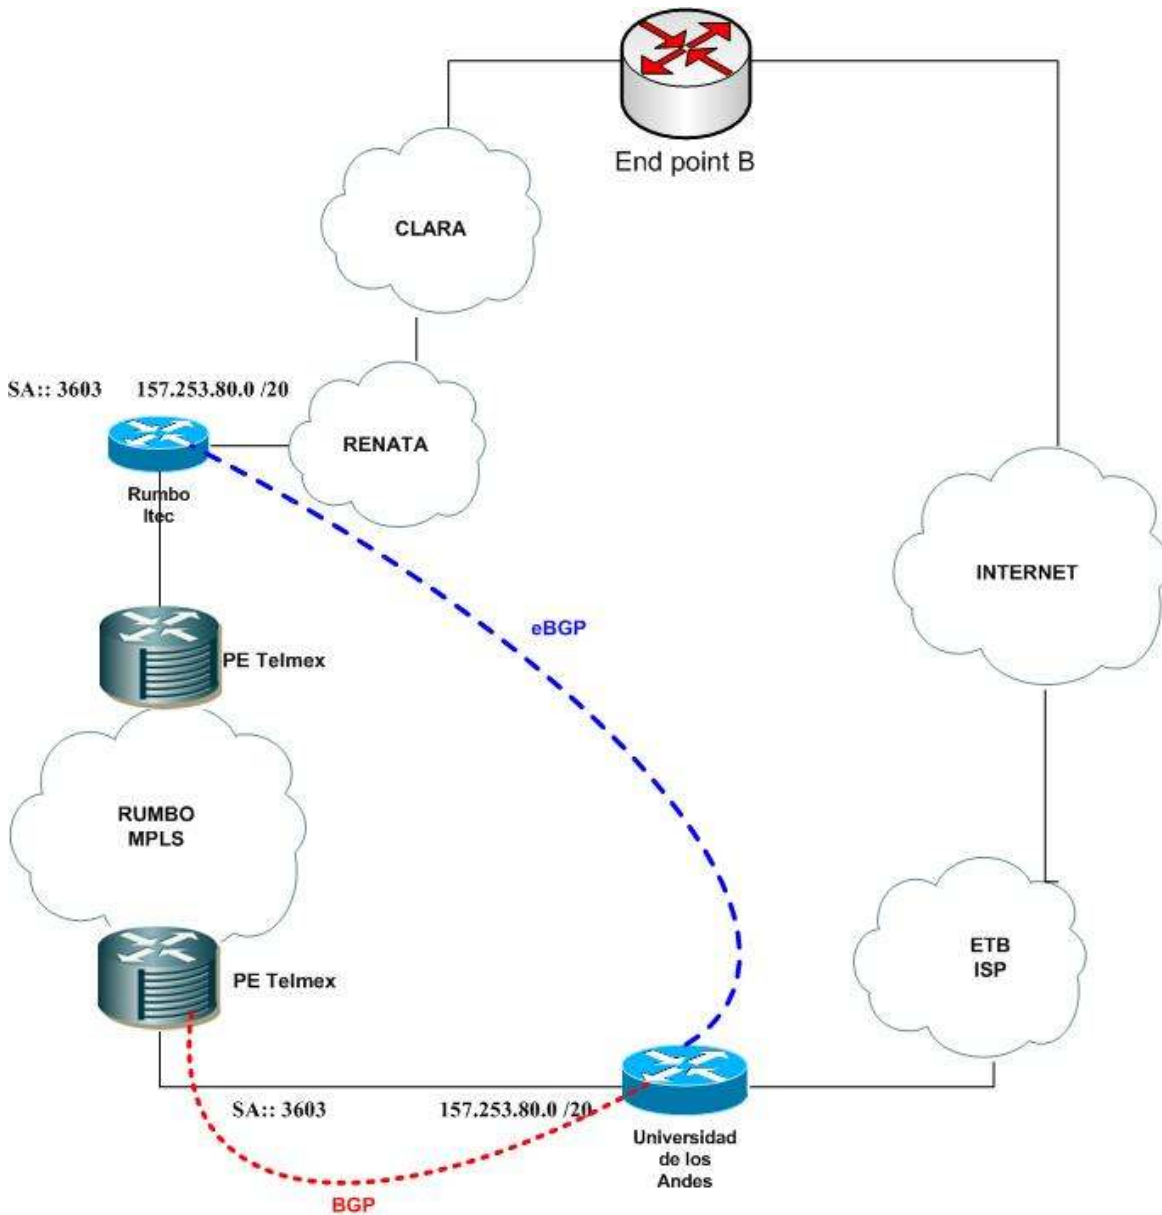 End point B
CLARA
SA:: 3603 157.253.80.0 /20
RENATA
Rumbo
Itec
INTERNET
eBGP
PE Telmex
RUMBO
MPLS
ETB
ISP
PE Telmex
SA:: 3603 157.253.80.0 /20
Universidad
de los
Andes
BGP